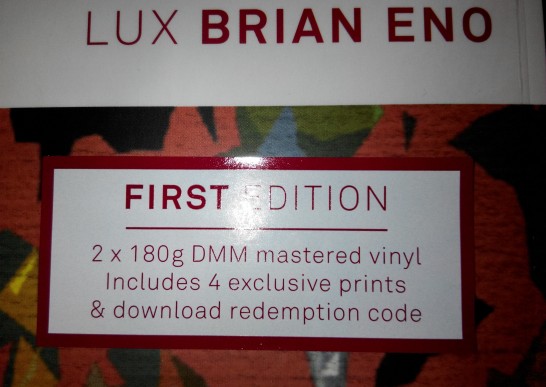 LUX BRIAN ENO
FIRST EDITION
2 x 180g DMM mastered vinyl
Includes 4 exclusive prints
& download redemption code